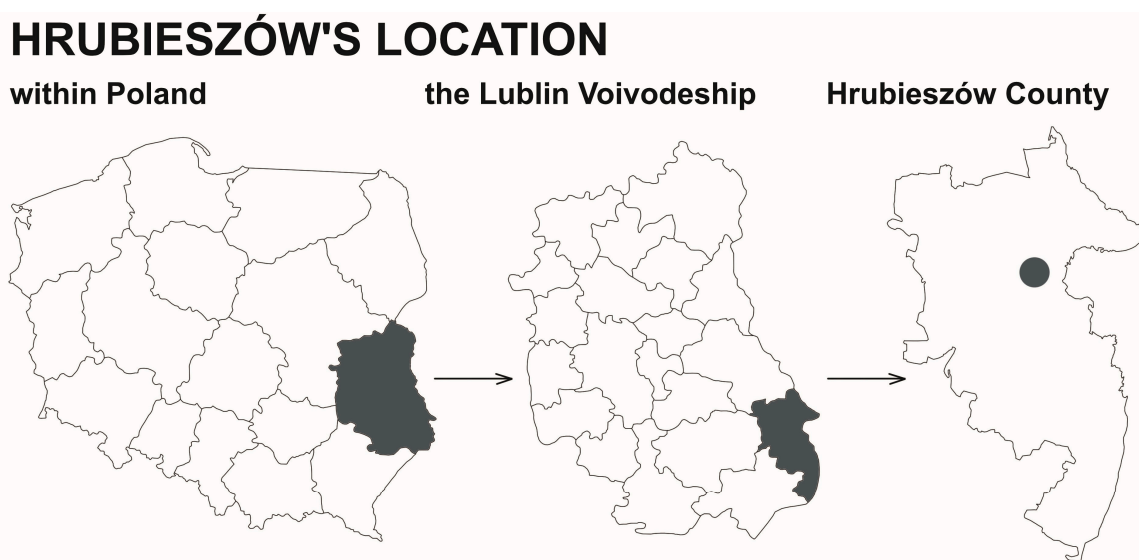 HRUBIESZÓW'S LOCATION
within Poland
the Lublin Voivodeship
Hrubieszów County